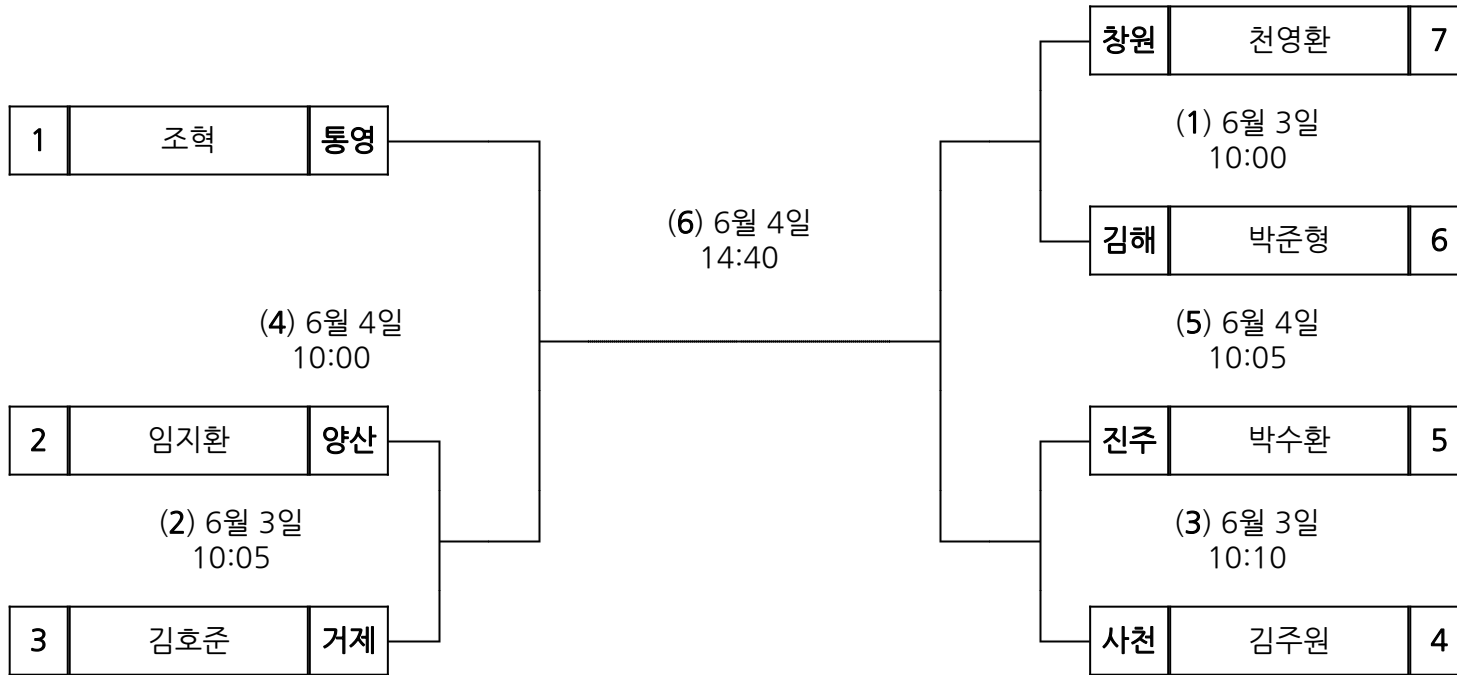 창원 천영환 7
1 조혁 통영
(1) 6월 3일
10:00
(6) 6월 4일
14:40
김해 박준형 6
(4) 6월 4일
10:00
(5) 6월 4일
10:05
2 임지환 양산
진주 박수환 5
(2) 6월 3일
10:05
(3) 6월 3일
10:10
3 김호준 거제
사천 김주원 4